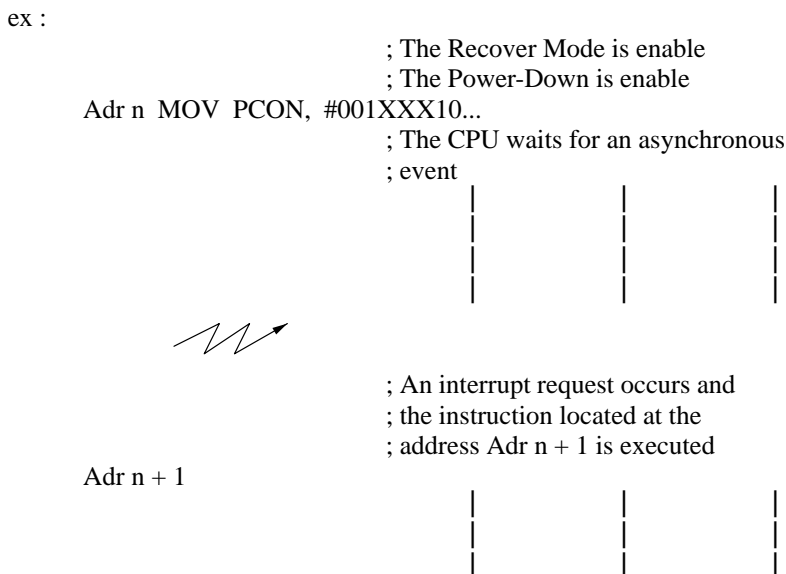 ex :
; The Recover Mode is enable
; The Power-Down is enable
Adr n MOV PCON, #001XXX10...
; The CPU waits for an asynchronous
; event
; An interrupt request occurs and
; the instruction located at the
; address Adr n + 1 is executed
Adr n + 1